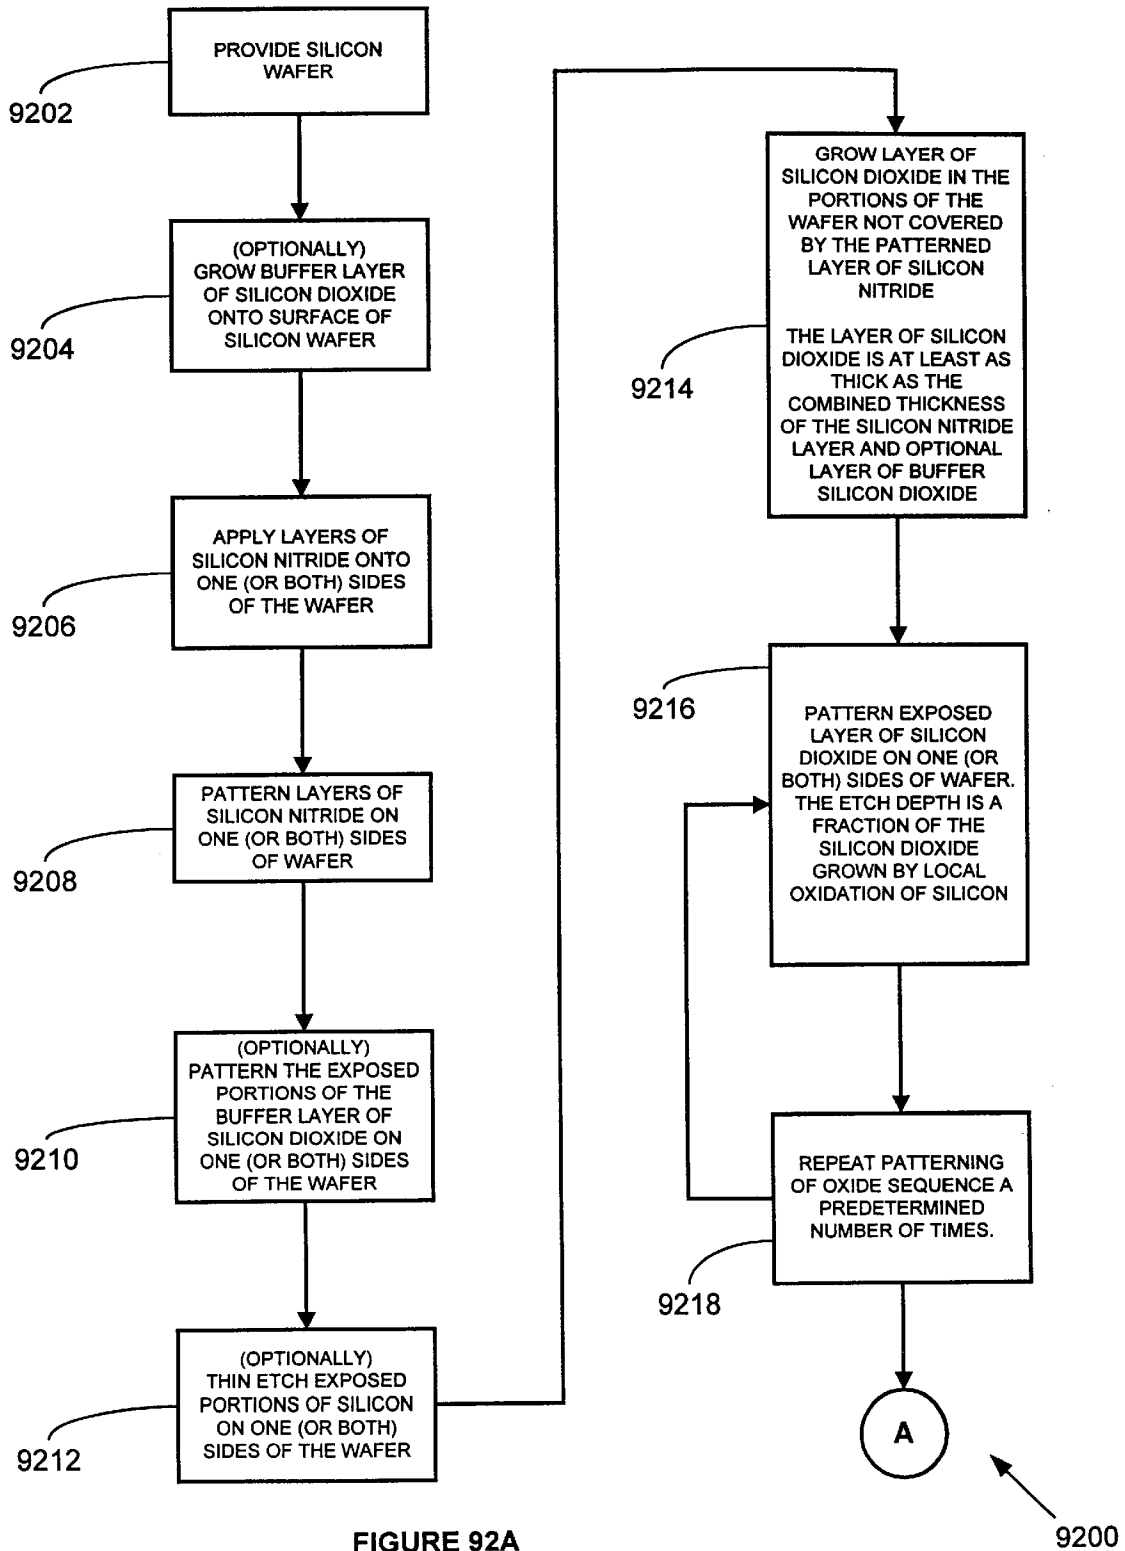 PROVIDE SILICON
WAFER
9202
(OPTIONALLY)
GROW BUFFER LAYER
OF SILICON DIOXIDE
ONTO SURFACE OF
SILICON WAFER
9204
APPLY LAYERS OF
SILICON NITRIDE ONTO
ONE (OR BOTH) SIDES
OF THE WAFER
9206
PATTERN LAYERS OF
SILICON NITRIDE ON
ONE (OR BOTH) SIDES
OF WAFER
9208
(OPTIONALLY)
PATTERN THE EXPOSED
PORTIONS OF THE
BUFFER LAYER OF
SILICON DIOXIDE ON
ONE (OR BOTH) SIDES
OF THE WAFER
9210
(OPTIONALLY)
THIN ETCH EXPOSED
PORTIONS OF SILICON
ON ONE (OR BOTH)
SIDES OF THE WAFER
9212
GROW LAYER OF
SILICON DIOXIDE IN THE
PORTIONS OF THE
WAFER NOT COVERED
BY THE PATTERNED
LAYER OF SILICON
NITRIDE
THE LAYER OF SILICON
DIOXIDE IS AT LEAST AS
THICK AS THE
COMBINED THICKNESS
OF THE SILICON NITRIDE
LAYER AND OPTIONAL
LAYER OF BUFFER
SILICON DIOXIDE
9214
PATTERN EXPOSED
LAYER OF SILICON
DIOXIDE ON ONE (OR
BOTH) SIDES OF WAFER.
THE ETCH DEPTH IS A
FRACTION OF THE
SILICON DIOXIDE
GROWN BY LOCAL
OXIDATION OF SILICON
9216
REPEAT PATTERNING
OF OXIDE SEQUENCE A
PREDETERMINED
NUMBER OF TIMES.
9218
A
9200
FIGURE 92A